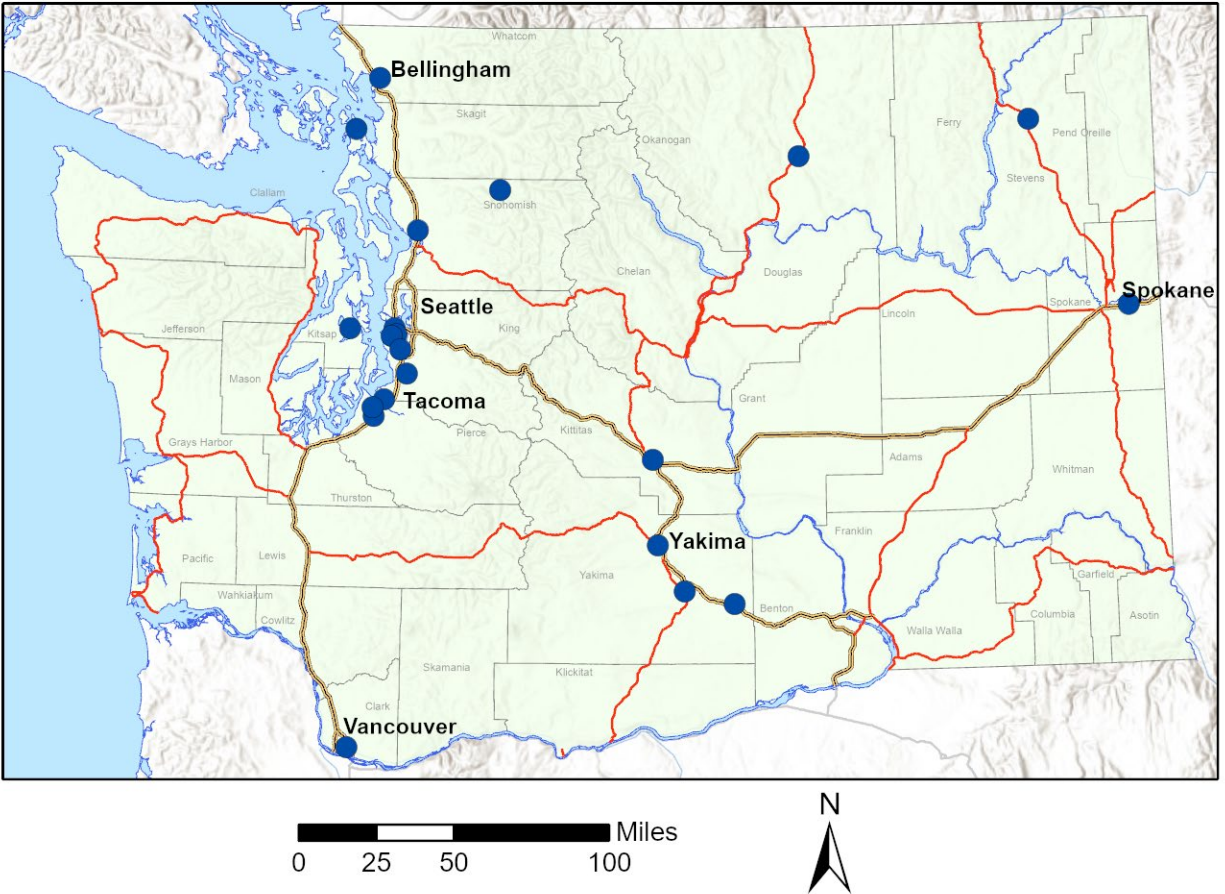 Whatcom
Bellingham
Skagit
Okanogan
Ferry
Pend Oreille
Stevens
Clallam
Snohomish
Chelan
Douglas
Spokane
Spokane
Seattle
Lincoln
Jefferson
Kitsap
King
Mason
Grant
Tacoma
Pierce
Kittitas
Grays Harbor
Adams
Whitman
Thurston
Franklin
Yakima
Pacific
Lewis
Yakima
Garfield
Wahkiakum
Benton
Columbia
Asotin
Cowlitz
Walla Walla
Skamania
Klickitat
Clark
Vancouver
N
Miles
0 25 50 100